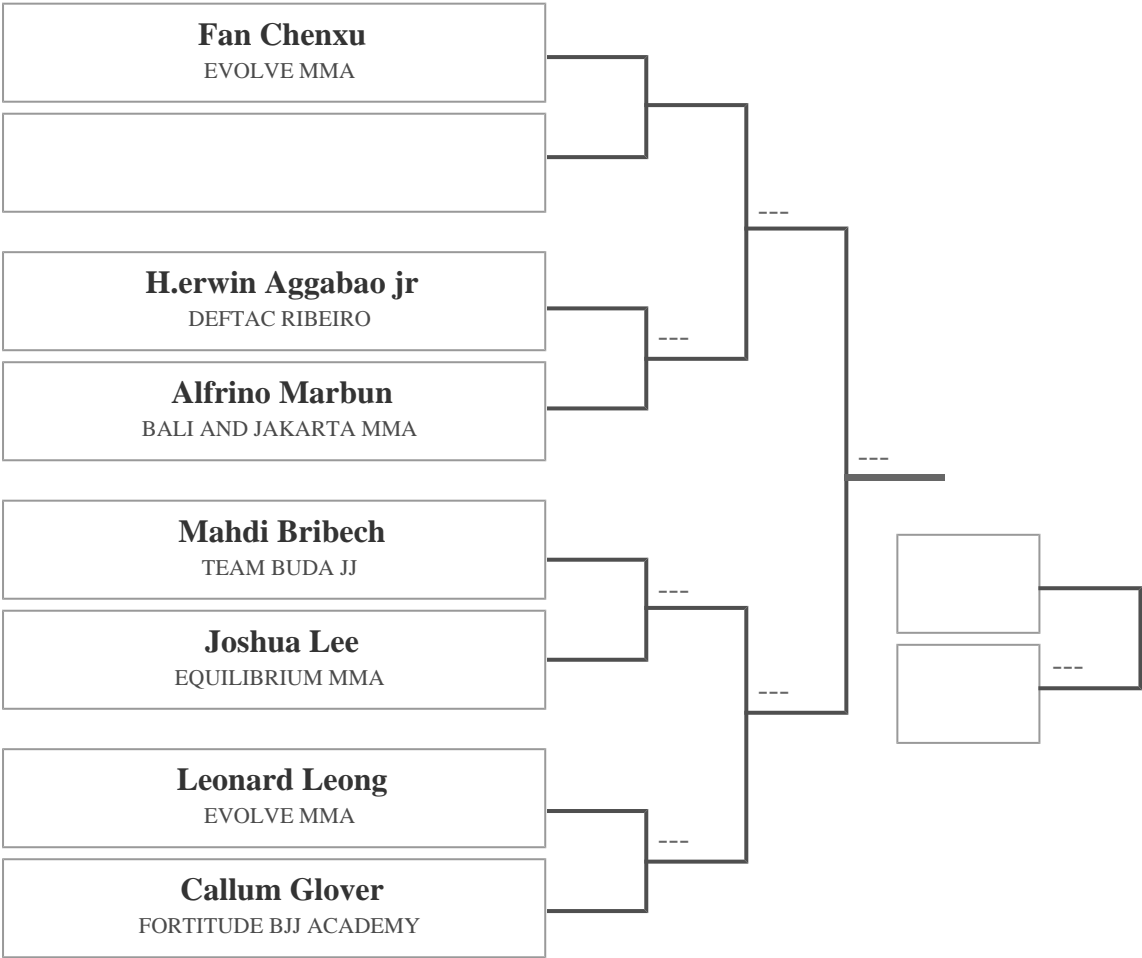 Fan Chenxu
EVOLVE MMA
---
H.erwin Aggabao jr
DEFTAC RIBEIRO
---
Alfrino Marbun
BALI AND JAKARTA MMA
---
Mahdi Bribech
TEAM BUDA JJ
---
Joshua Lee
EQUILIBRIUM MMA
---
---
Leonard Leong
EVOLVE MMA
---
Callum Glover
FORTITUDE BJJ ACADEMY